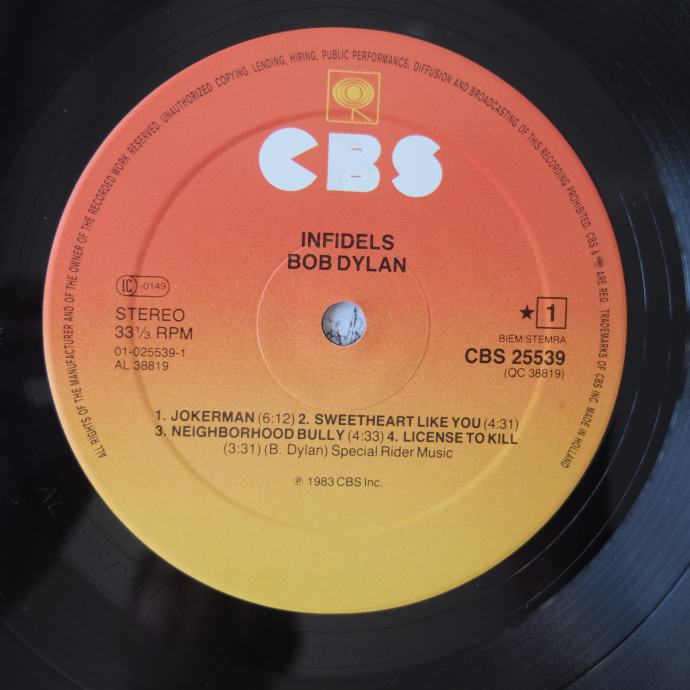 ALL RIGHTS OF THE MANUFACTURER AND OF THE OWNER OF THE RECORDED WORK RESERVED. UNAUTHORIZED COPYING, LENDING, HIRING, PUBLIC PERFORMANCE, DIFFUSION AND BROADCASTING OF THIS RECORDING PROHIBITED. CBS & ARE REG. TRADEMARKS OF CBS INC. MADE IN HOLLAND
CBS
INFIDELS
BOB DYLAN
IC -0149
STEREO
33⅓ RPM
01-025539-1
AL 38819
★ 1
BIEM/STEMRA
CBS 25539
(QC 38819)
1. JOKERMAN (6:12) 2. SWEETHEART LIKE YOU (4:31)
3. NEIGHBORHOOD BULLY (4:33) 4. LICENSE TO KILL
(3:31) (B. Dylan) Special Rider Music
℗ 1983 CBS Inc.